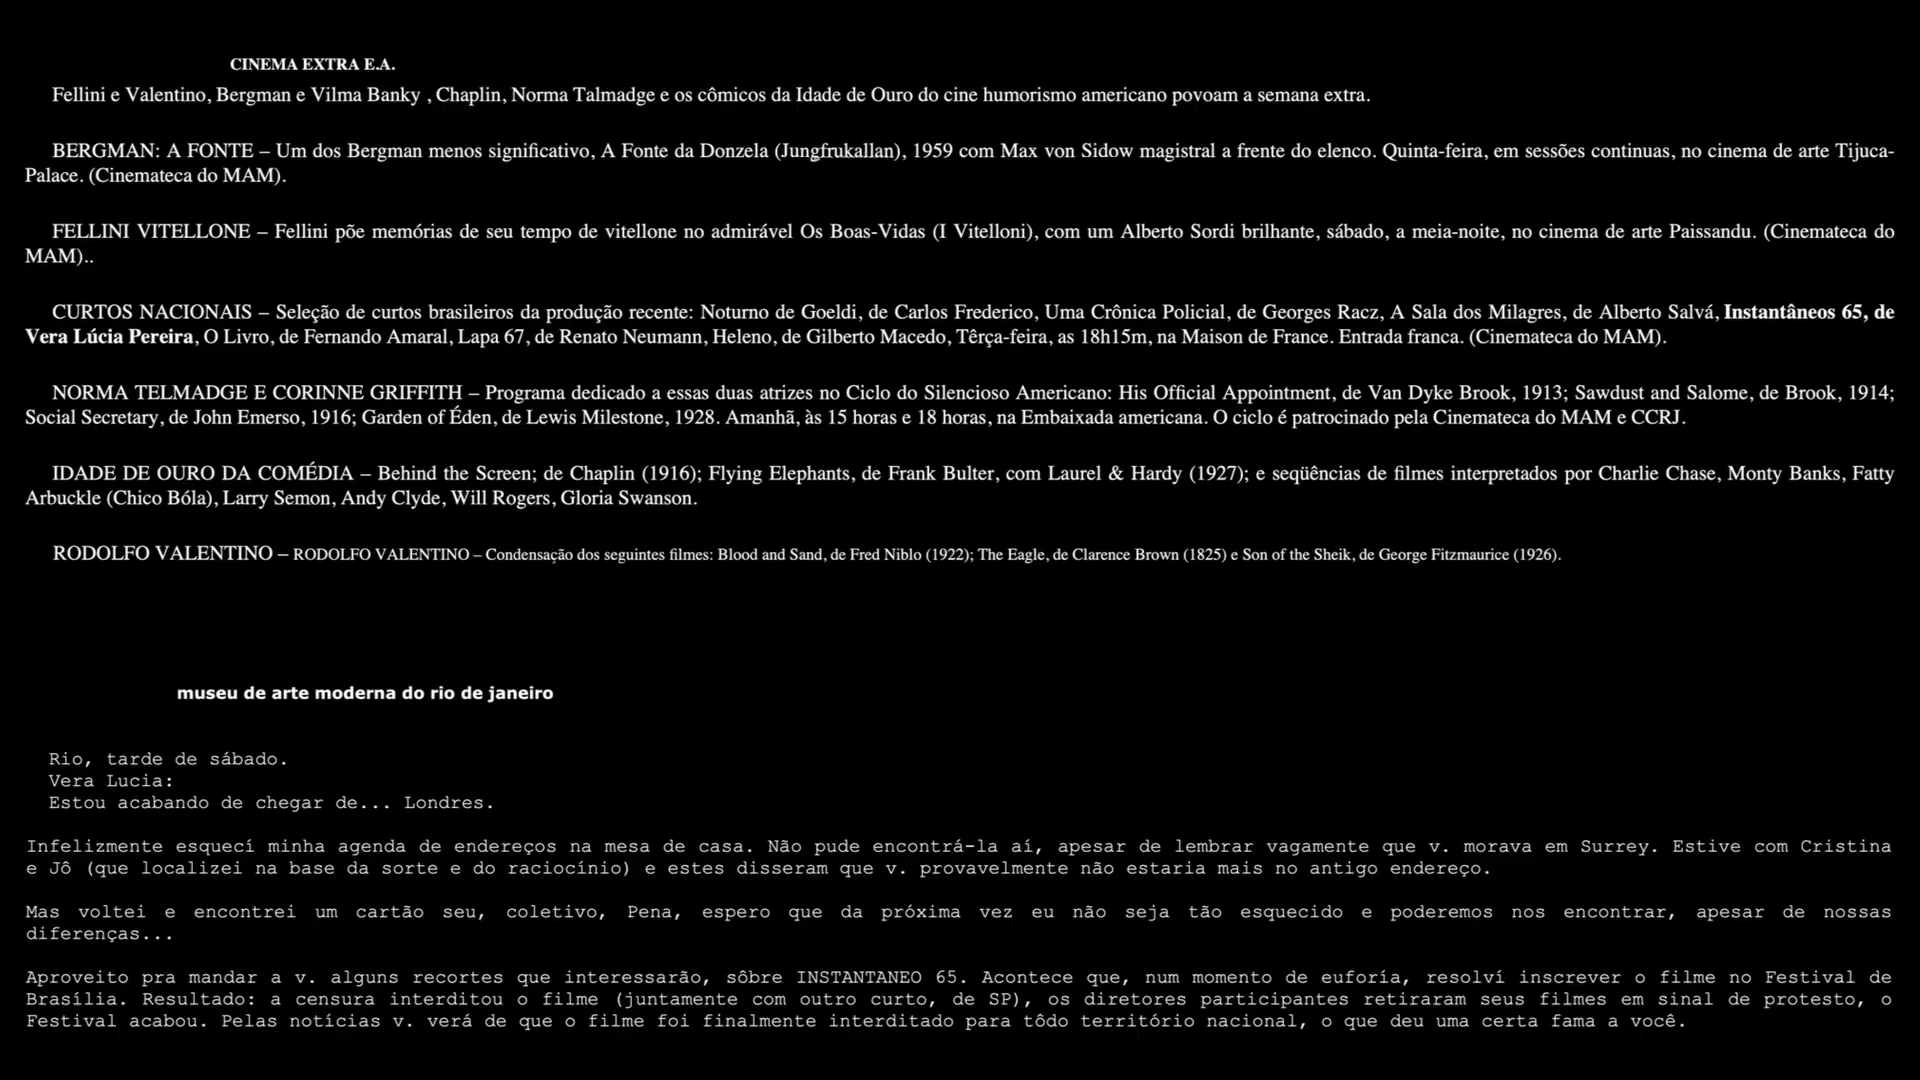 CINEMA EXTRA E.A.
Fellini e Valentino, Bergman e Vilma Banky , Chaplin, Norma Talmadge e os cômicos da Idade de Ouro do cine humorismo americano povoam a semana extra.
BERGMAN: A FONTE – Um dos Bergman menos significativo, A Fonte da Donzela (Jungfrukallan), 1959 com Max von Sidow magistral a frente do elenco. Quinta-feira, em sessões continuas, no cinema de arte Tijuca-
Palace. (Cinemateca do MAM).
FELLINI VITELLONE – Fellini põe memórias de seu tempo de vitellone no admirável Os Boas-Vidas (I Vitelloni), com um Alberto Sordi brilhante, sábado, a meia-noite, no cinema de arte Paissandu. (Cinemateca do
MAM)..
CURTOS NACIONAIS – Seleção de curtos brasileiros da produção recente: Noturno de Goeldi, de Carlos Frederico, Uma Crônica Policial, de Georges Racz, A Sala dos Milagres, de Alberto Salvá, Instantâneos 65, de
Vera Lúcia Pereira, O Livro, de Fernando Amaral, Lapa 67, de Renato Neumann, Heleno, de Gilberto Macedo, Têrça-feira, as 18h15m, na Maison de France. Entrada franca. (Cinemateca do MAM).
NORMA TELMADGE E CORINNE GRIFFITH – Programa dedicado a essas duas atrizes no Ciclo do Silencioso Americano: His Official Appointment, de Van Dyke Brook, 1913; Sawdust and Salome, de Brook, 1914;
Social Secretary, de John Emerso, 1916; Garden of Éden, de Lewis Milestone, 1928. Amanhã, às 15 horas e 18 horas, na Embaixada americana. O ciclo é patrocinado pela Cinemateca do MAM e CCRJ.
IDADE DE OURO DA COMÉDIA – Behind the Screen; de Chaplin (1916); Flying Elephants, de Frank Bulter, com Laurel & Hardy (1927); e seqüências de filmes interpretados por Charlie Chase, Monty Banks, Fatty
Arbuckle (Chico Bóla), Larry Semon, Andy Clyde, Will Rogers, Gloria Swanson.
RODOLFO VALENTINO – RODOLFO VALENTINO – Condensação dos seguintes filmes: Blood and Sand, de Fred Niblo (1922); The Eagle, de Clarence Brown (1825) e Son of the Sheik, de George Fitzmaurice (1926).
museu de arte moderna do rio de janeiro
Rio, tarde de sábado.
Vera Lucia:
Estou acabando de chegar de... Londres.
Infelizmente esquecí minha agenda de endereços na mesa de casa. Não pude encontrá-la aí, apesar de lembrar vagamente que v. morava em Surrey. Estive com Cristina
e Jô (que localizei na base da sorte e do raciocínio) e estes disseram que v. provavelmente não estaria mais no antigo endereço.
Mas voltei e encontrei um cartão seu, coletivo, Pena, espero que da próxima vez eu não seja tão esquecido e poderemos nos encontrar, apesar de nossas
diferenças...
Aproveito pra mandar a v. alguns recortes que interessarão, sôbre INSTANTANEO 65. Acontece que, num momento de euforía, resolví inscrever o filme no Festival de
Brasília. Resultado: a censura interditou o filme (juntamente com outro curto, de SP), os diretores participantes retiraram seus filmes em sinal de protesto, o
Festival acabou. Pelas notícias v. verá de que o filme foi finalmente interditado para tôdo território nacional, o que deu uma certa fama a você.